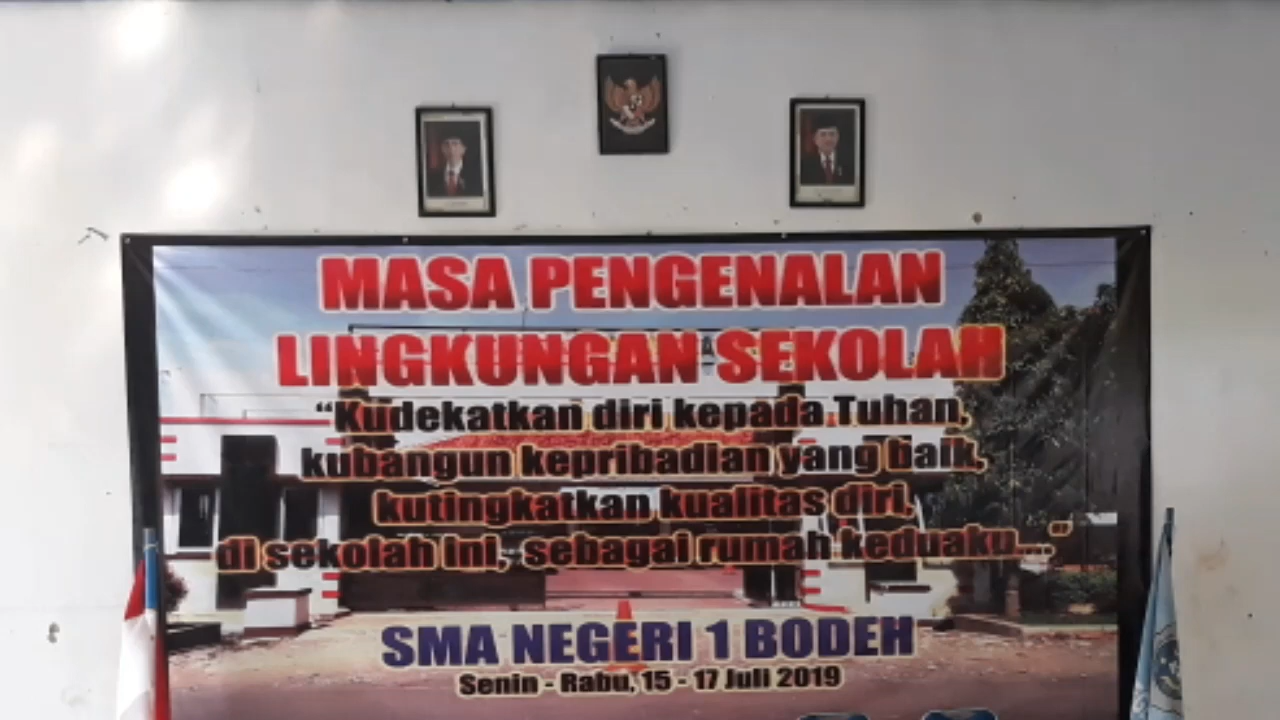 MASA PENGENALAN
LINGKUNGAN SEKOLAH
“Kudekatkan diri kepada Tuhan,
kubangun kepribadian yang baik,
kutingkatkan kualitas diri,
di sekolah ini, sebagai rumah keduaku....”
SMA NEGERI 1 BODEH
Senin - Rabu, 15 - 17 Juli 2019